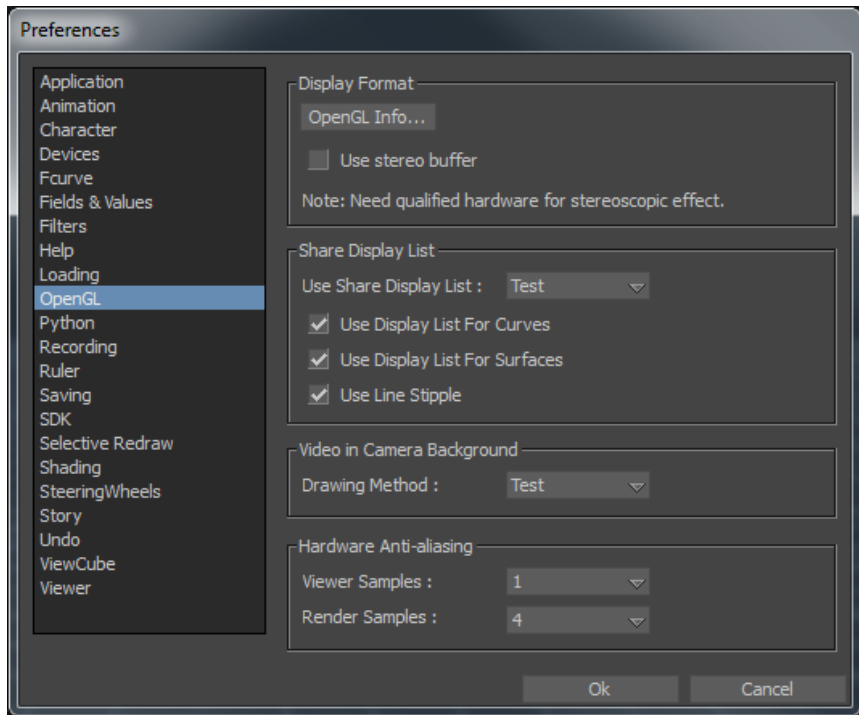 Preferences
Application
Animation
Character
Devices
Fcurve
Fields & Values
Filters
Help
Loading
OpenGL
Python
Recording
Ruler
Saving
SDK
Selective Redraw
Shading
SteeringWheels
Story
Undo
ViewCube
Viewer
Display Format
OpenGL Info...
Use stereo buffer
Note: Need qualified hardware for stereoscopic effect.
Share Display List
Use Share Display List : Test
Use Display List For Curves
Use Display List For Surfaces
Use Line Stipple
Video in Camera Background
Drawing Method : Test
Hardware Anti-aliasing
Viewer Samples : 1
Render Samples : 4
Ok Cancel